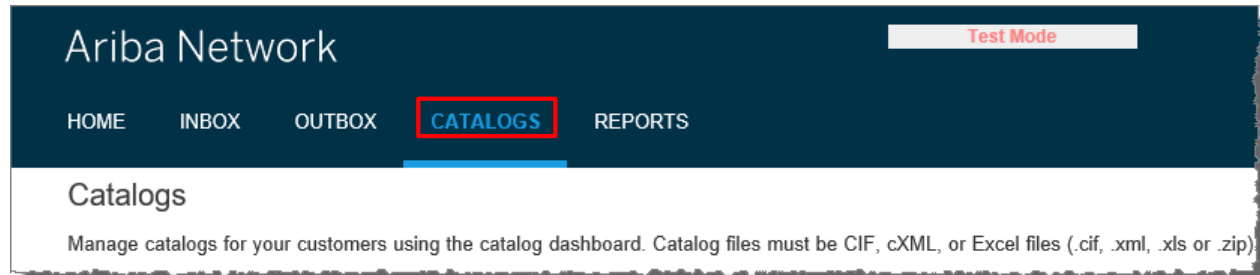 Ariba Network
Test Mode
HOME INBOX OUTBOX CATALOGS REPORTS
Catalogs
Manage catalogs for your customers using the catalog dashboard. Catalog files must be CIF, cXML, or Excel files (.cif, .xml, .xls or .zip)